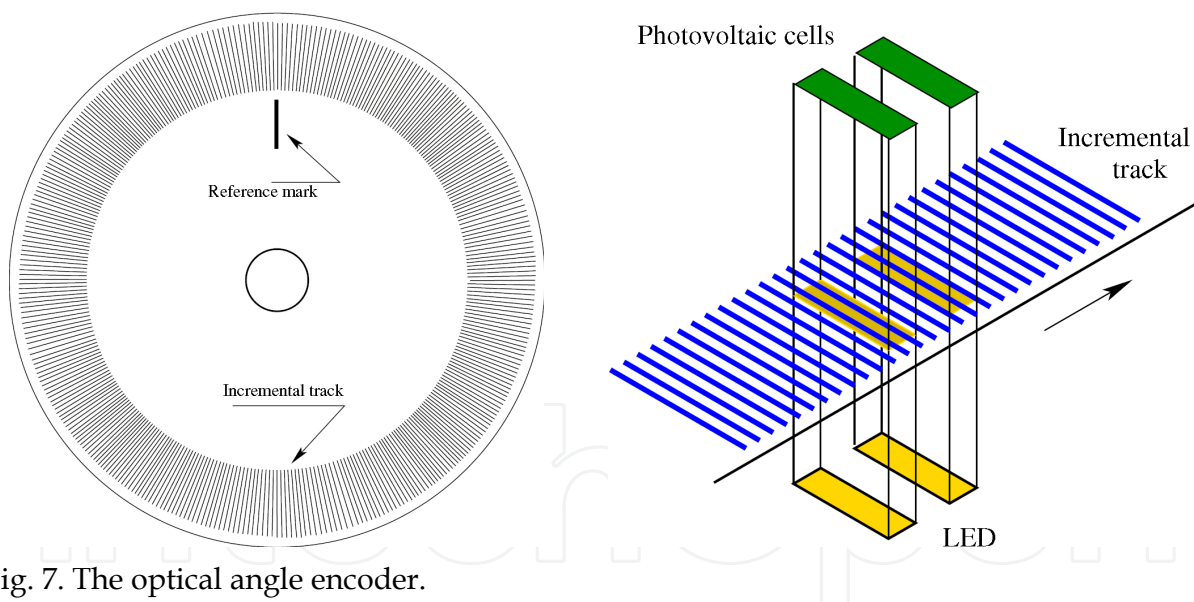 Photovoltaic cells
Incremental
track
Reference mark
Incremental track
LED
ig. 7. The optical angle encoder.